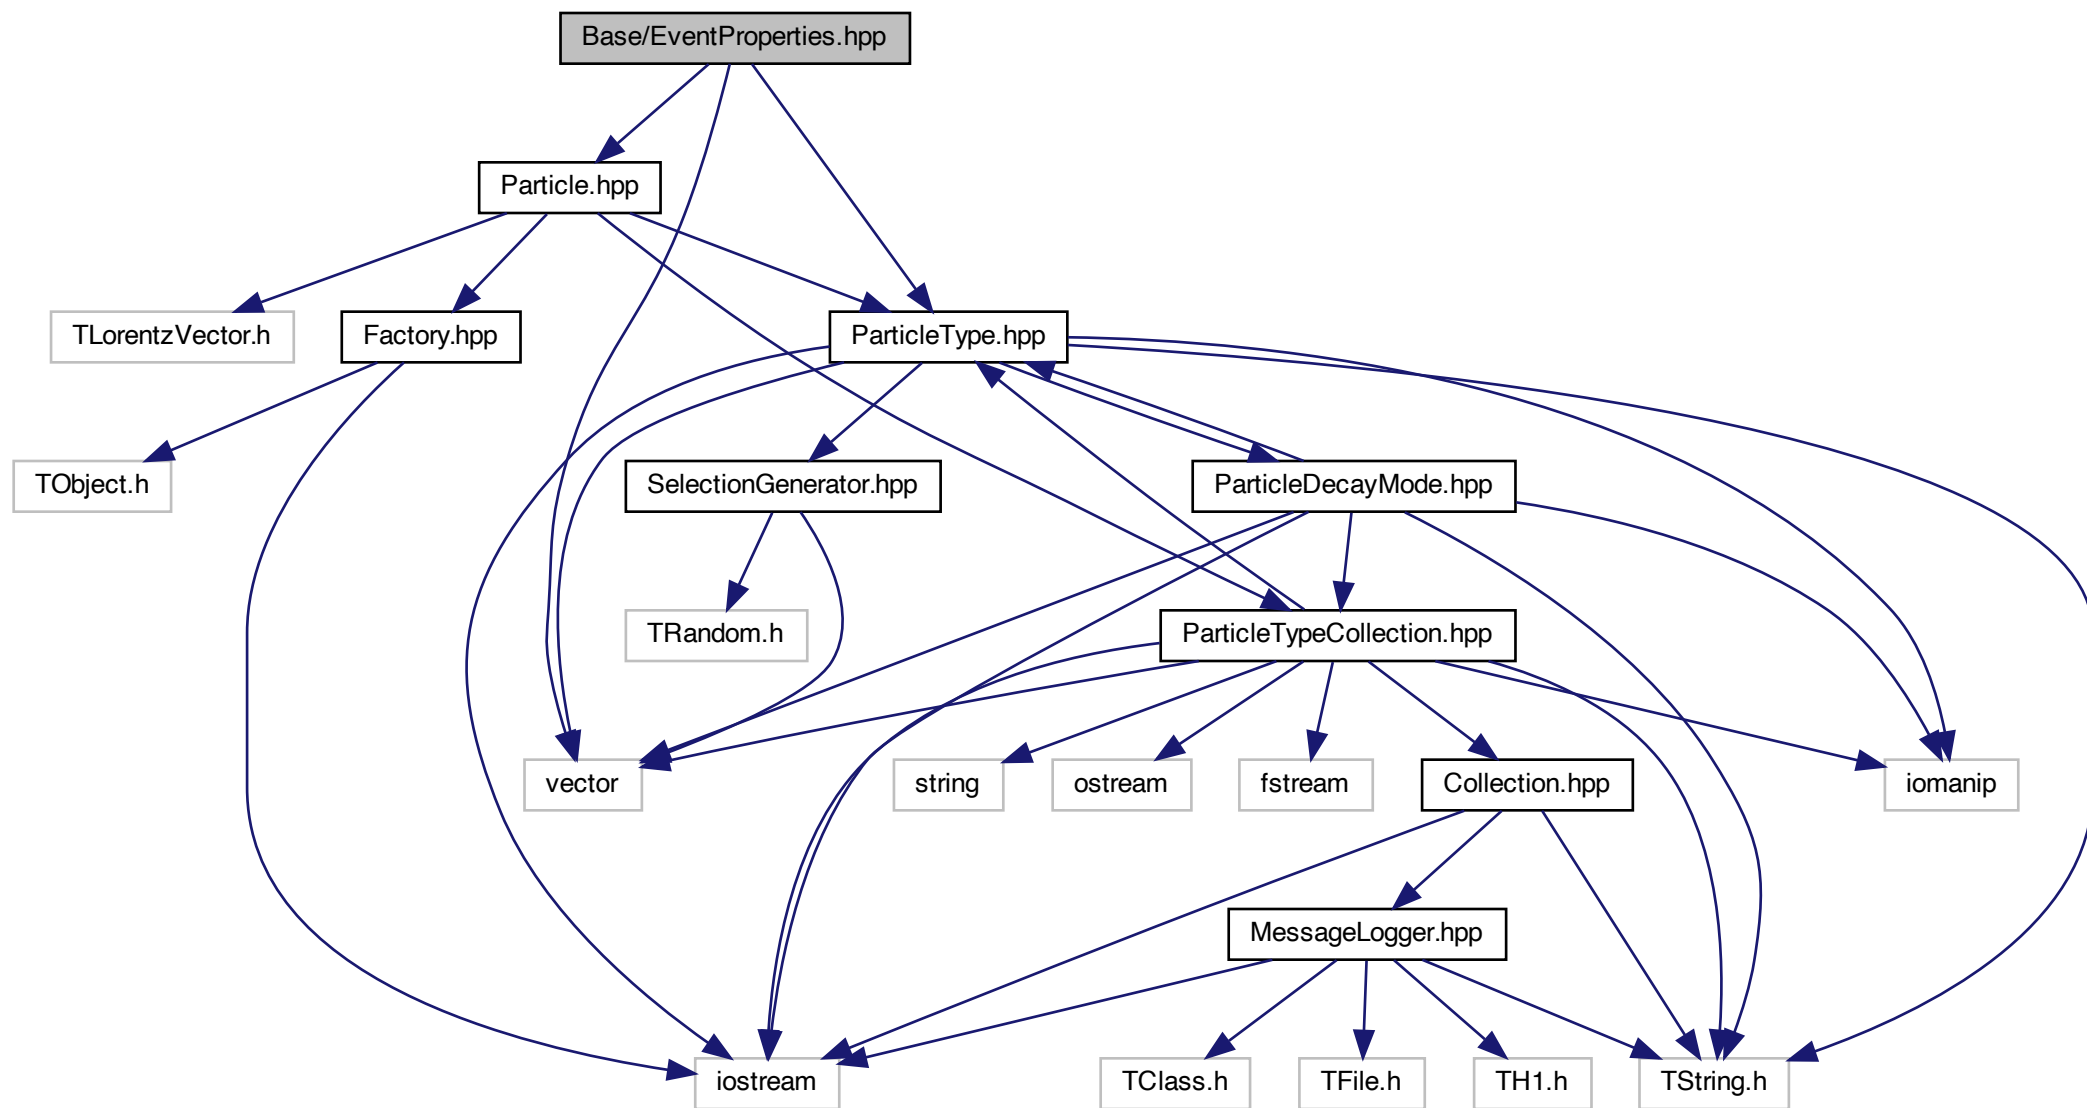 Base/EventProperties.hpp
Particle.hpp
TLorentzVector.h
Factory.hpp
ParticleType.hpp
TObject.h
SelectionGenerator.hpp
ParticleDecayMode.hpp
TRandom.h
ParticleTypeCollection.hpp
vector
string
ostream
fstream
Collection.hpp
iomanip
MessageLogger.hpp
iostream
TClass.h
TFile.h
TH1.h
TString.h